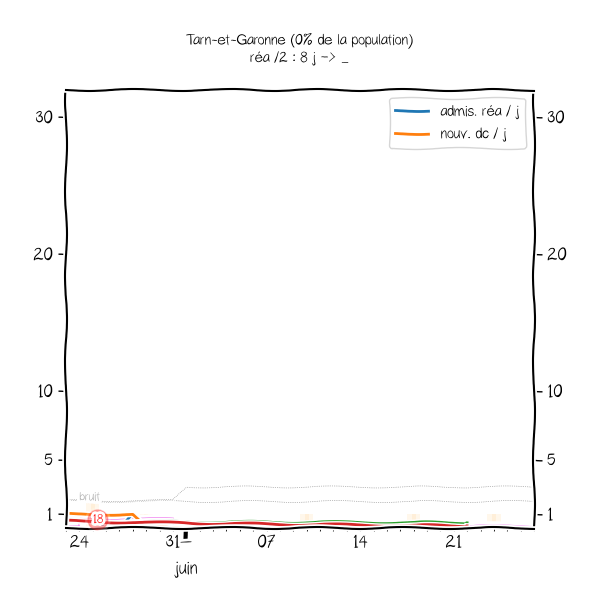 Tarn-et-Garonne (0% de la population)
réa /2 : 8 j -> _
admis. réa / j
nouv. dc / j
30 30
20 20
10 10
5 5
bruit
18
1 1
24 31 07 14 21
juin